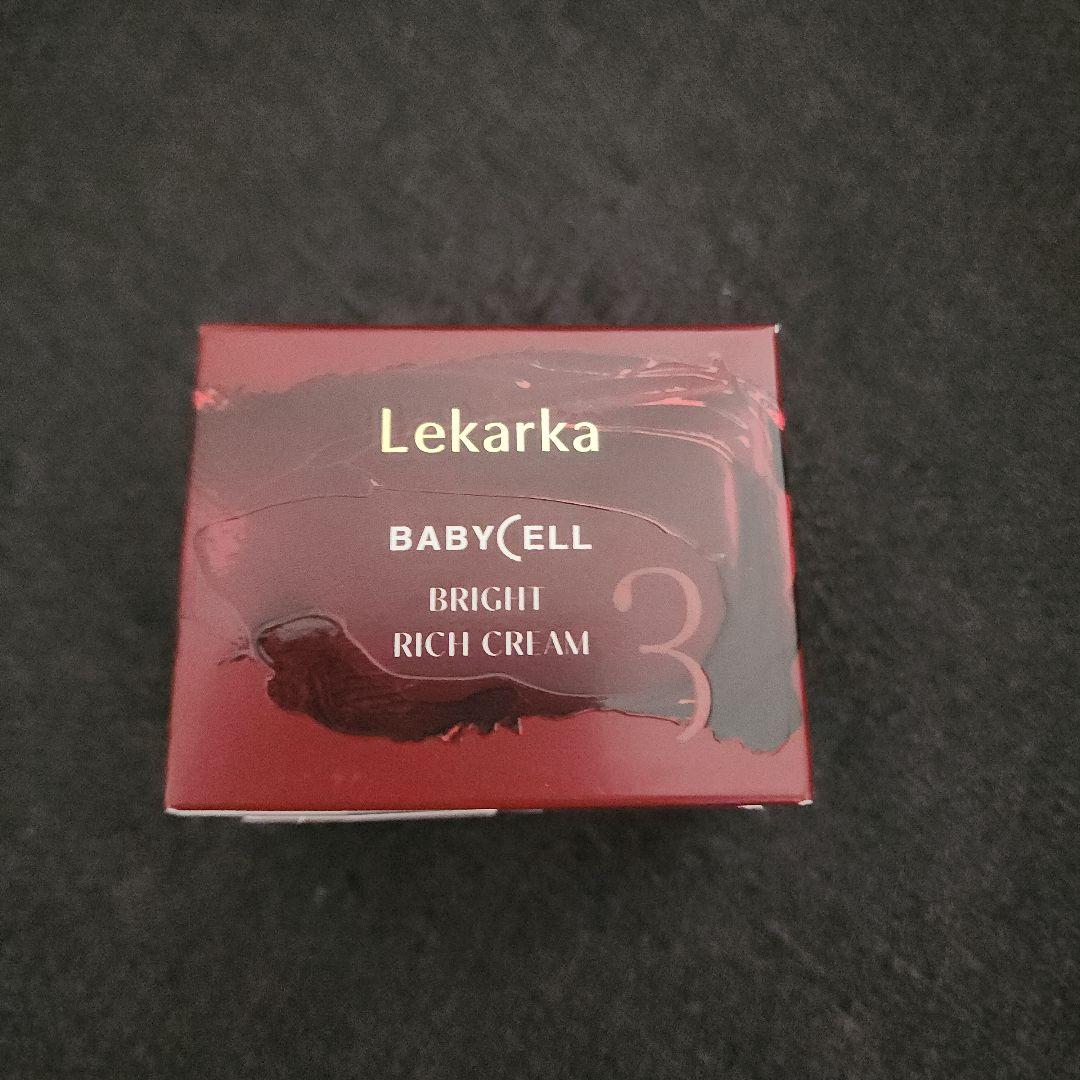 Lekarka
BABYCELL
BRIGHT
RICH CREAM
3